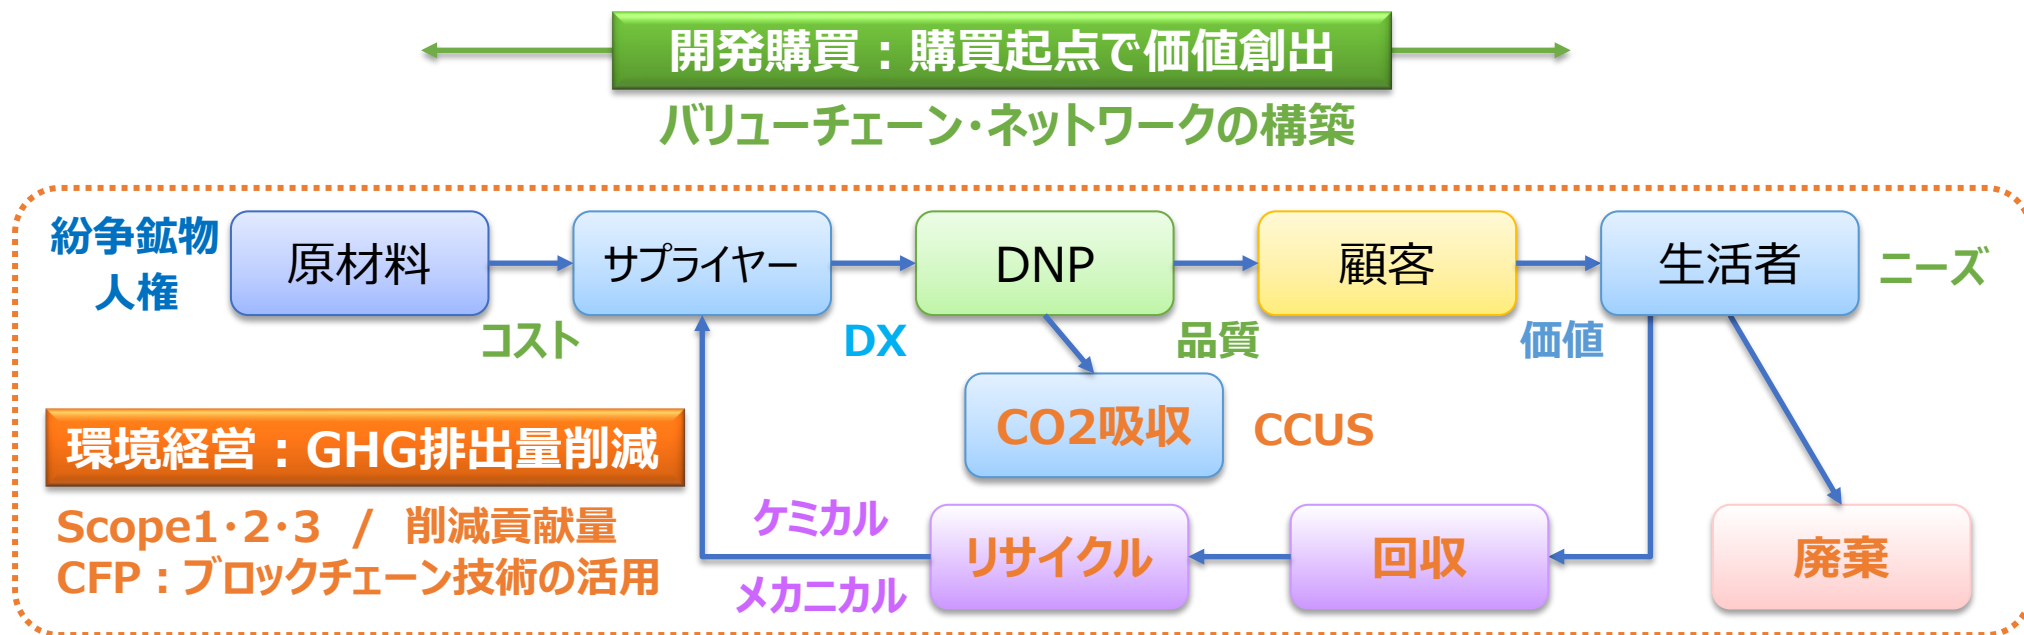 開発購買：購買起点で価値創出
バリューチェーン・ネットワークの構築
紛争鉱物
人権
原材料
サプライヤー
DNP
顧客
生活者
ニーズ
コスト
DX
品質
価値
CO2吸収
CCUS
環境経営：GHG排出量削減
Scope1・2・3 / 削減貢献量
CFP：ブロックチェーン技術の活用
ケミカル
メカニカル
リサイクル
回収
廃棄